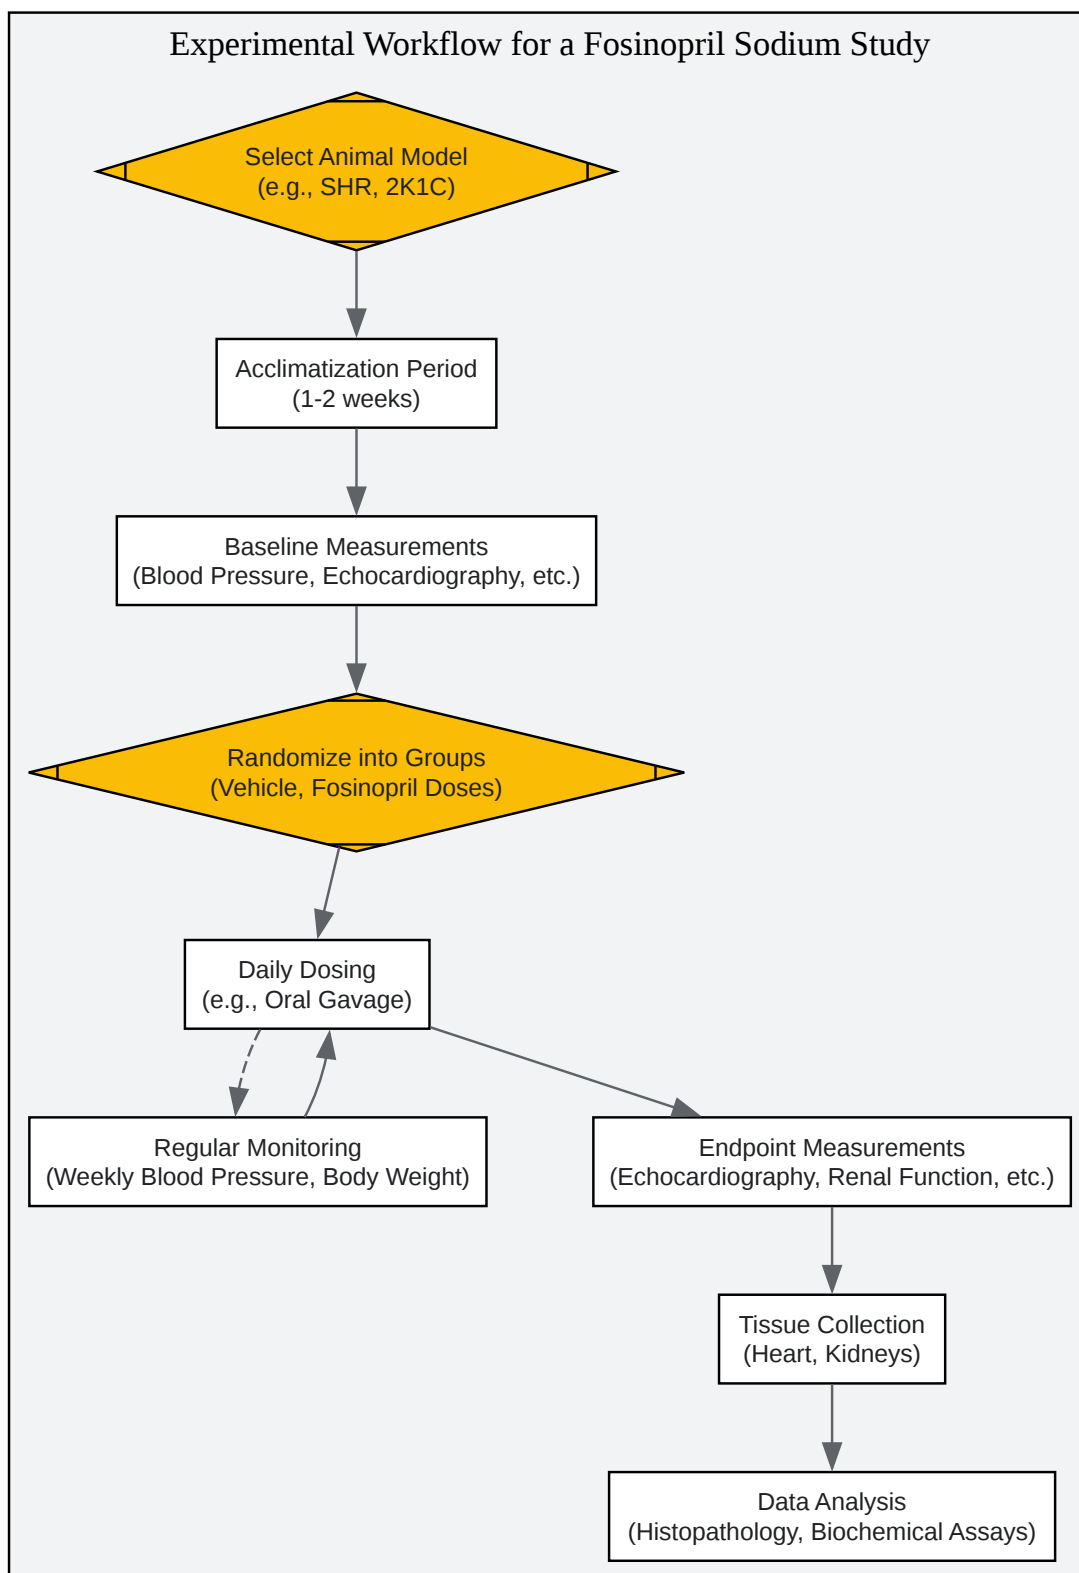 Experimental Workflow for a Fosinopril Sodium Study
Select Animal Model
(e.g., SHR, 2K1C)
Acclimatization Period
(1-2 weeks)
Baseline Measurements
(Blood Pressure, Echocardiography, etc.)
Randomize into Groups
(Vehicle, Fosinopril Doses)
Daily Dosing
(e.g., Oral Gavage)
Regular Monitoring
(Weekly Blood Pressure, Body Weight)
Endpoint Measurements
(Echocardiography, Renal Function, etc.)
Tissue Collection
(Heart, Kidneys)
Data Analysis
(Histopathology, Biochemical Assays)